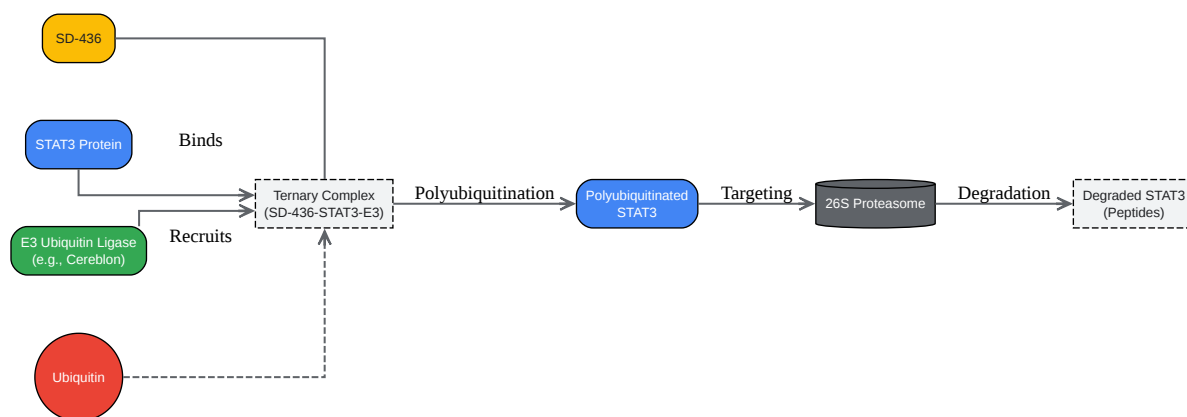 SD-436
STAT3 Protein
Binds
Ternary Complex
(SD-436-STAT3-E3)
Polyubiquitination
Polyubiquitinated
STAT3
Targeting
26S Proteasome
Degradation
Degraded STAT3
(Peptides)
Recruits
E3 Ubiquitin Ligase
(e.g., Cereblon)
Ubiquitin